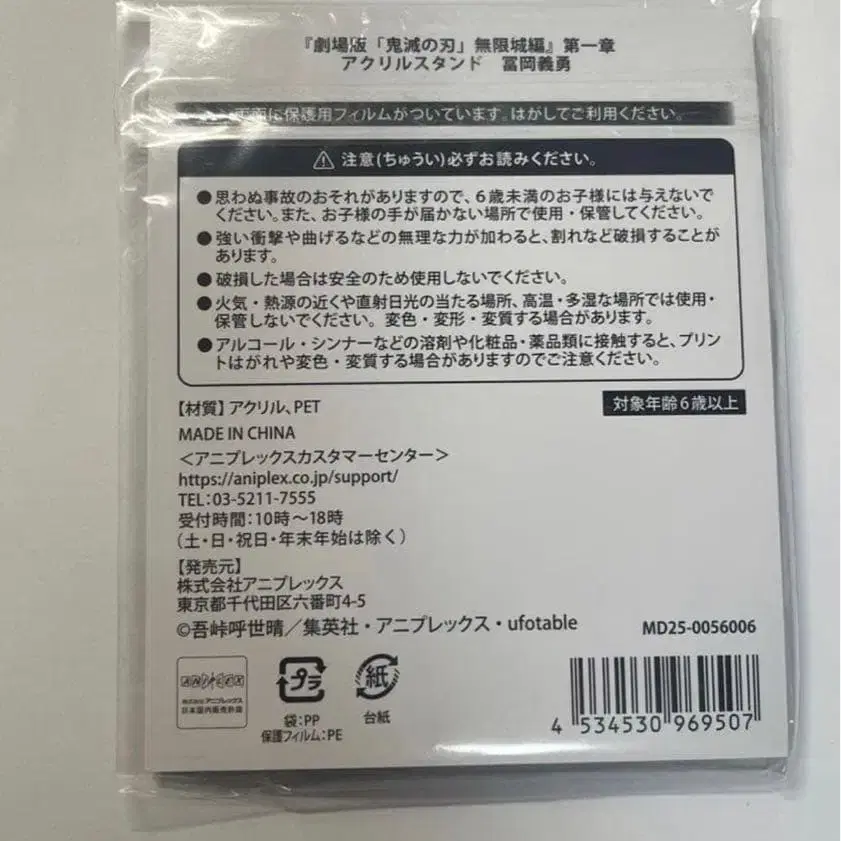 『劇場版「鬼滅の刃」無限城編』第一章
アクリルスタンド　冨岡義勇
両面に保護用フィルムがついています。はがしてご利用ください。
⚠ 注意(ちゅうい)必ずお読みください。
●思わぬ事故のおそれがありますので、６歳未満のお子様には与えないで
ください。また、お子様の手が届かない場所で使用・保管してください。
●強い衝撃や曲げるなどの無理な力が加わると、割れなど破損することが
あります。
●破損した場合は安全のため使用しないでください。
●火気・熱源の近くや直射日光の当たる場所、高温・多湿な場所では使用・
保管しないでください。変色・変形・変質する場合があります。
●アルコール・シンナーなどの溶剤や化粧品・薬品類に接触すると、プリン
トはがれや変色・変質する場合がありますのでご注意ください。
【材質】アクリル、PET
対象年齢６歳以上
MADE IN CHINA
＜アニプレックスカスタマーセンター＞
https://aniplex.co.jp/support/
TEL:03-5211-7555
受付時間：10時～18時
（土・日・祝日・年末年始は除く）
【発売元】
株式会社アニプレックス
東京都千代田区六番町4-5
©吾峠呼世晴／集英社・アニプレックス・ufotable
MD25-0056006
ANIPLEX
株式会社アニプレックス
日本国内販売許諾
プラ
袋：PP
保護フィルム：PE
紙
台紙
4 534530 969507